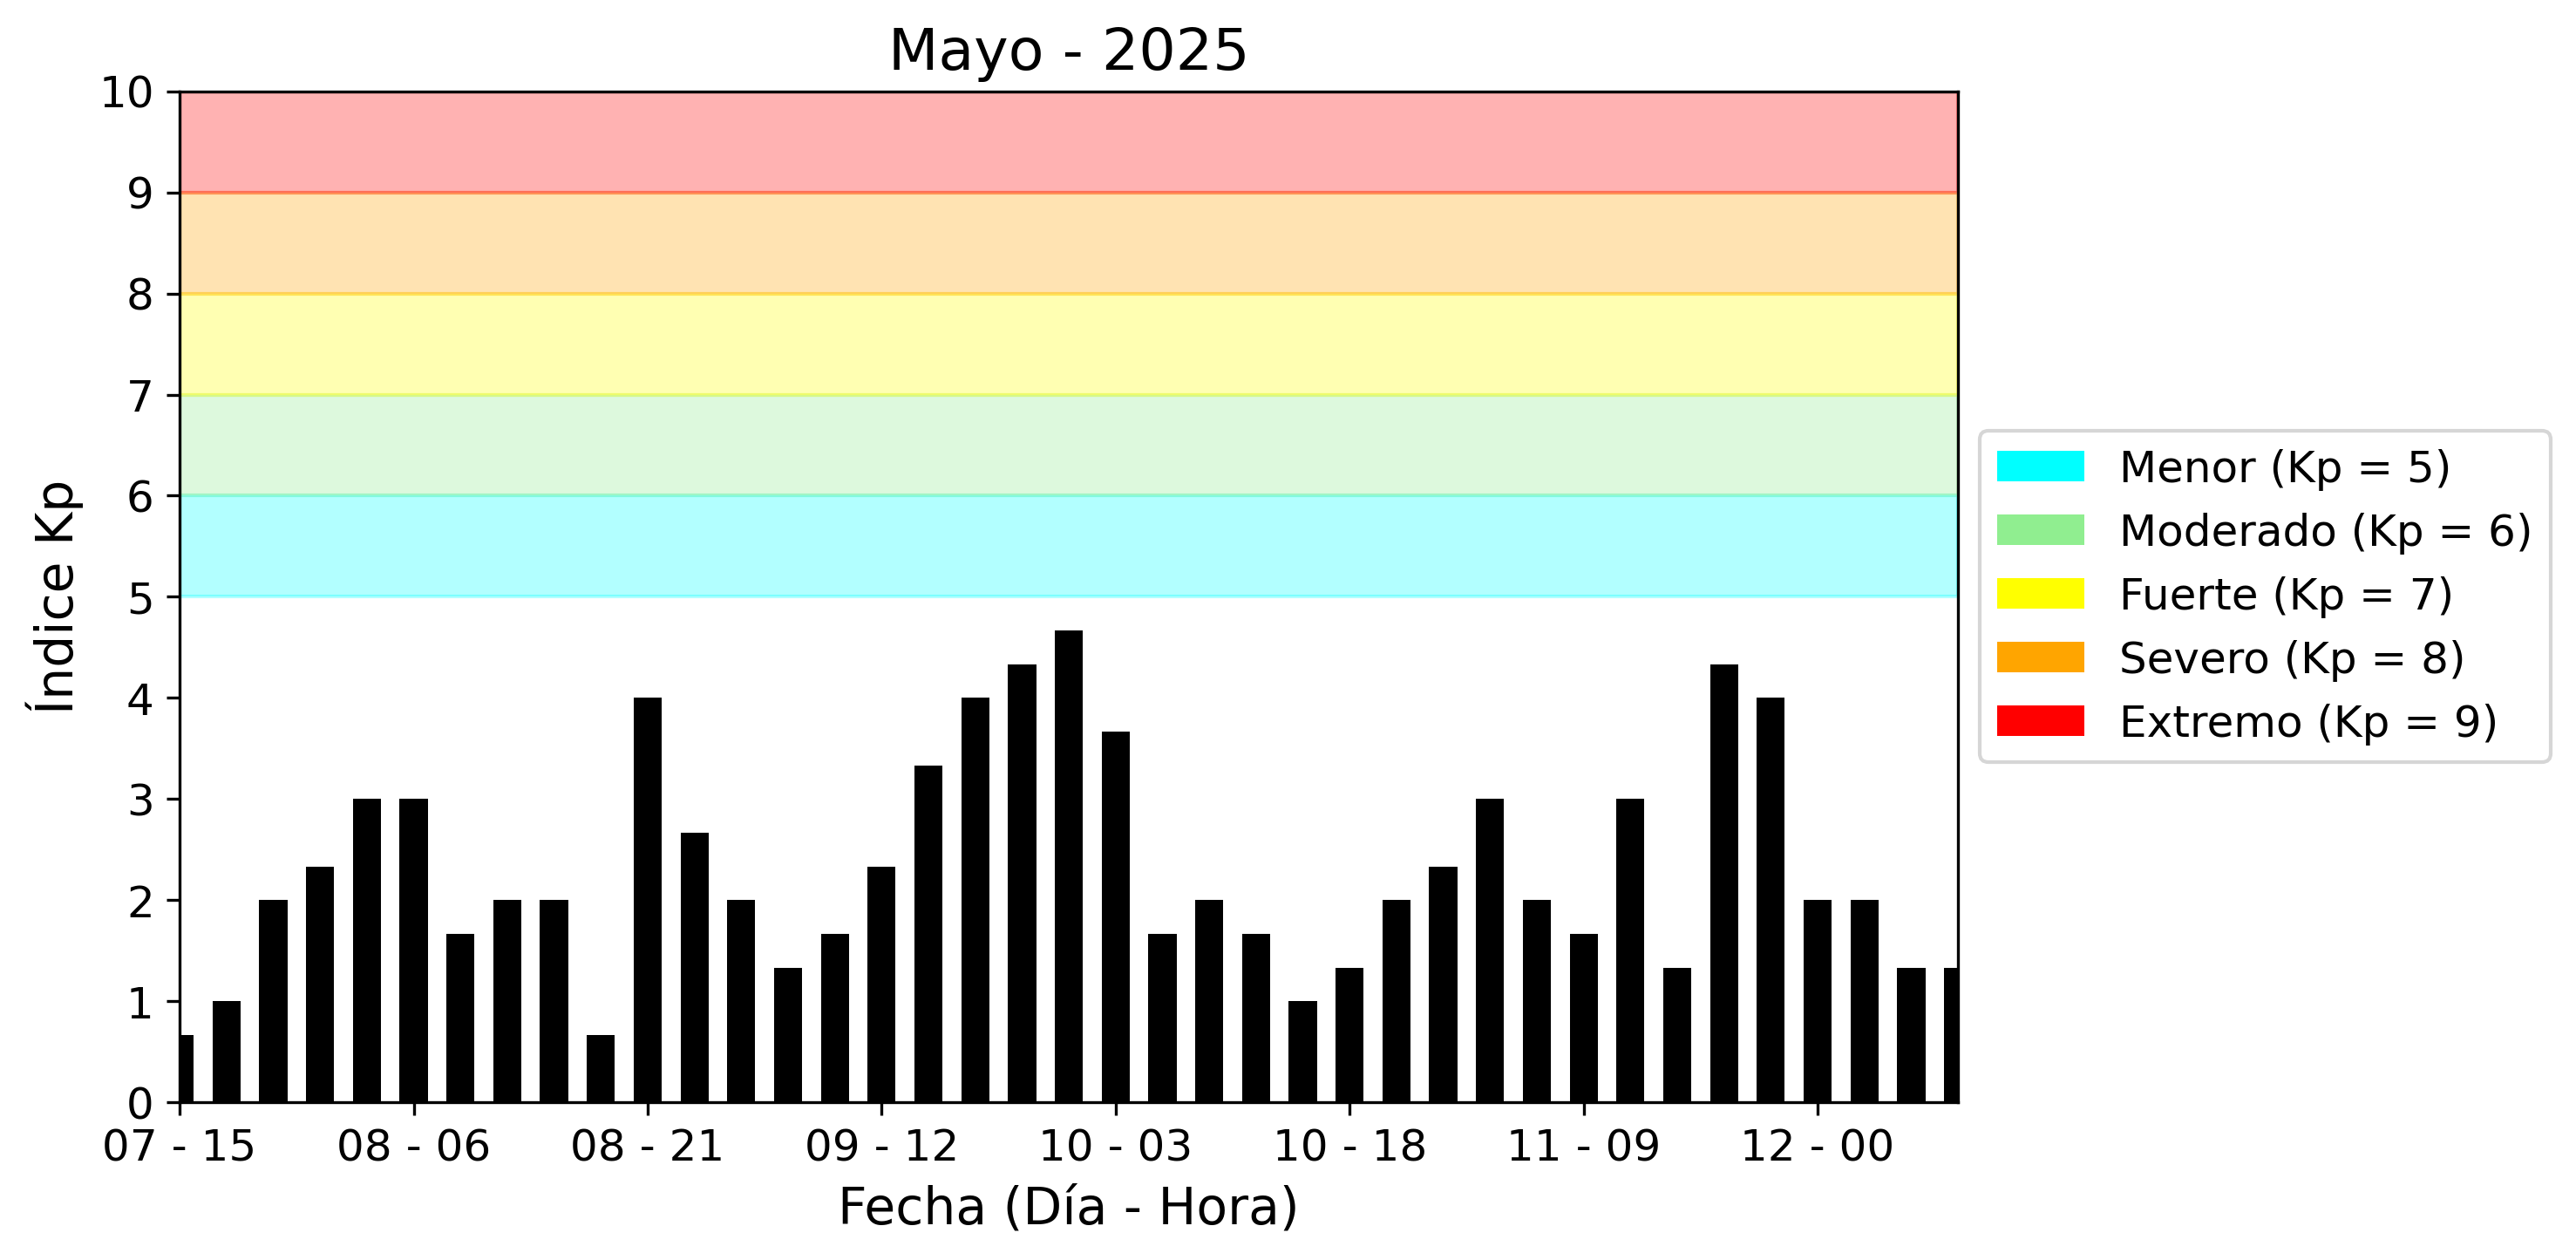 Mayo - 2025
10
9
8
7
6
5
4
3
2
1
0
Índice Kp
07 - 15
08 - 06
08 - 21
09 - 12
10 - 03
10 - 18
11 - 09
12 - 00
Fecha (Día - Hora)
Menor (Kp = 5)
Moderado (Kp = 6)
Fuerte (Kp = 7)
Severo (Kp = 8)
Extremo (Kp = 9)